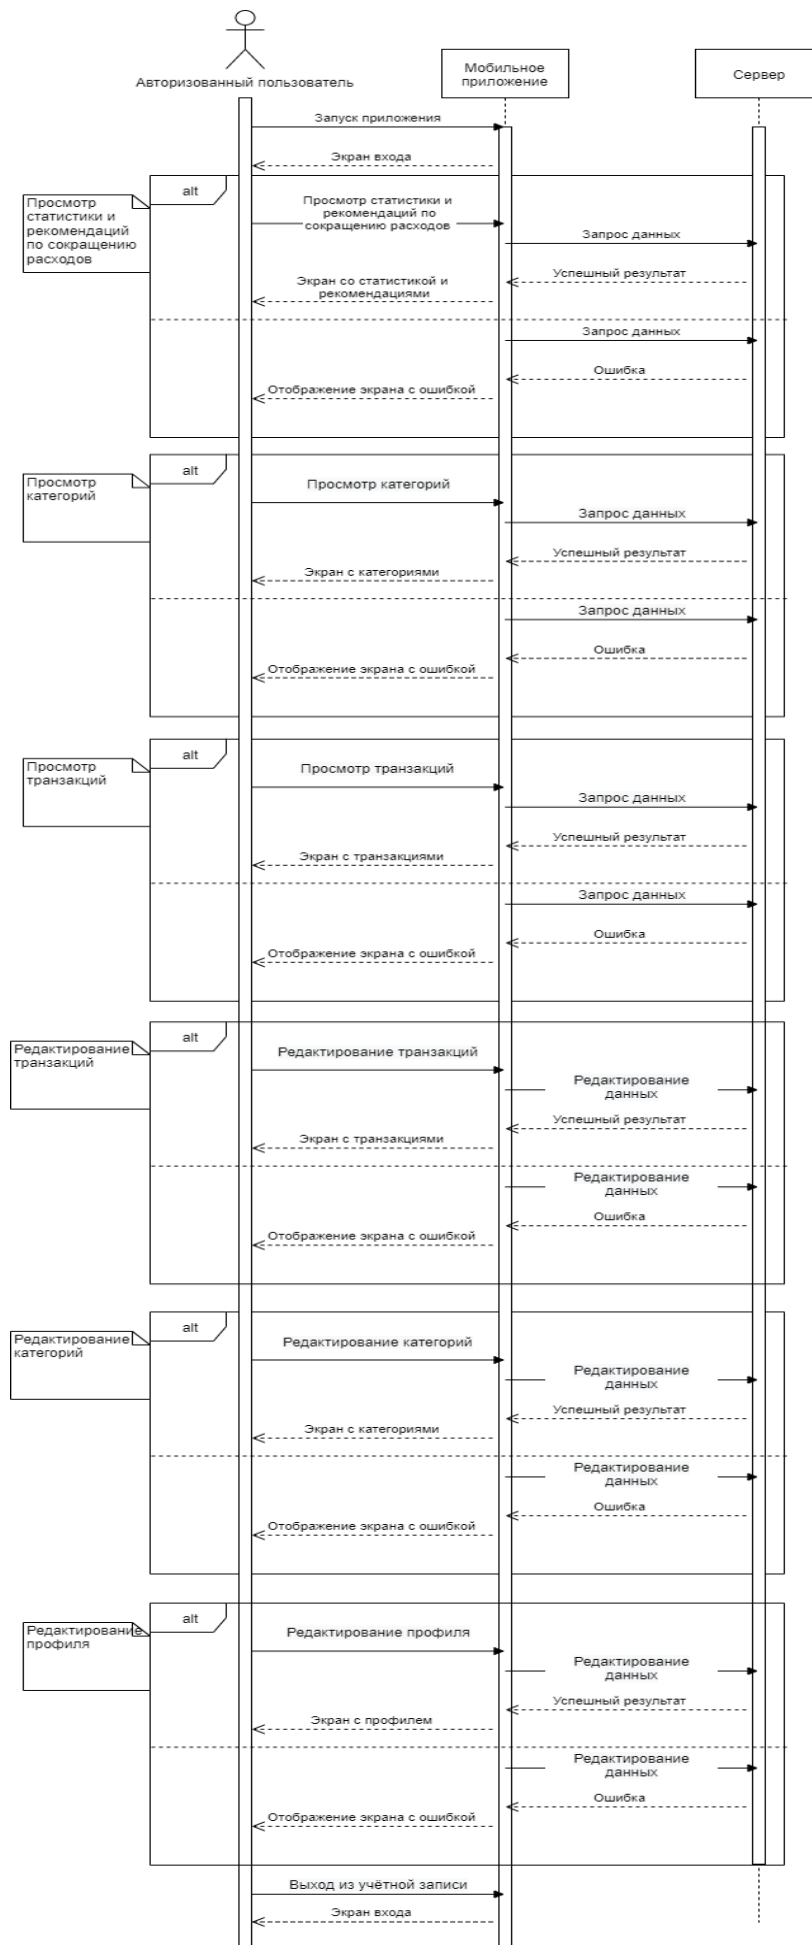 Авторизованный пользователь
Мобильное
приложение
Сервер
Запуск приложения
Экран входа
alt
Просмотр
статистики и
рекомендаций
по сокращению
расходов
Просмотр статистики и
рекомендаций по
сокращению расходов
Запрос данных
Успешный результат
Экран со статистикой и
рекомендациями
Запрос данных
Ошибка
Отображение экрана с ошибкой
alt
Просмотр
категорий
Просмотр категорий
Запрос данных
Успешный результат
Экран с категориями
Запрос данных
Ошибка
Отображение экрана с ошибкой
alt
Просмотр
транзакций
Просмотр транзакций
Запрос данных
Успешный результат
Экран с транзакциями
Запрос данных
Ошибка
Отображение экрана с ошибкой
alt
Редактирование
транзакций
Редактирование транзакций
Редактирование
данных
Успешный результат
Экран с транзакциями
Редактирование
данных
Ошибка
Отображение экрана с ошибкой
alt
Редактирование
категорий
Редактирование категорий
Редактирование
данных
Успешный результат
Экран с категориями
Редактирование
данных
Ошибка
Отображение экрана с ошибкой
alt
Редактирование
профиля
Редактирование профиля
Редактирование
данных
Успешный результат
Экран с профилем
Редактирование
данных
Ошибка
Отображение экрана с ошибкой
Выход из учётной записи
Экран входа